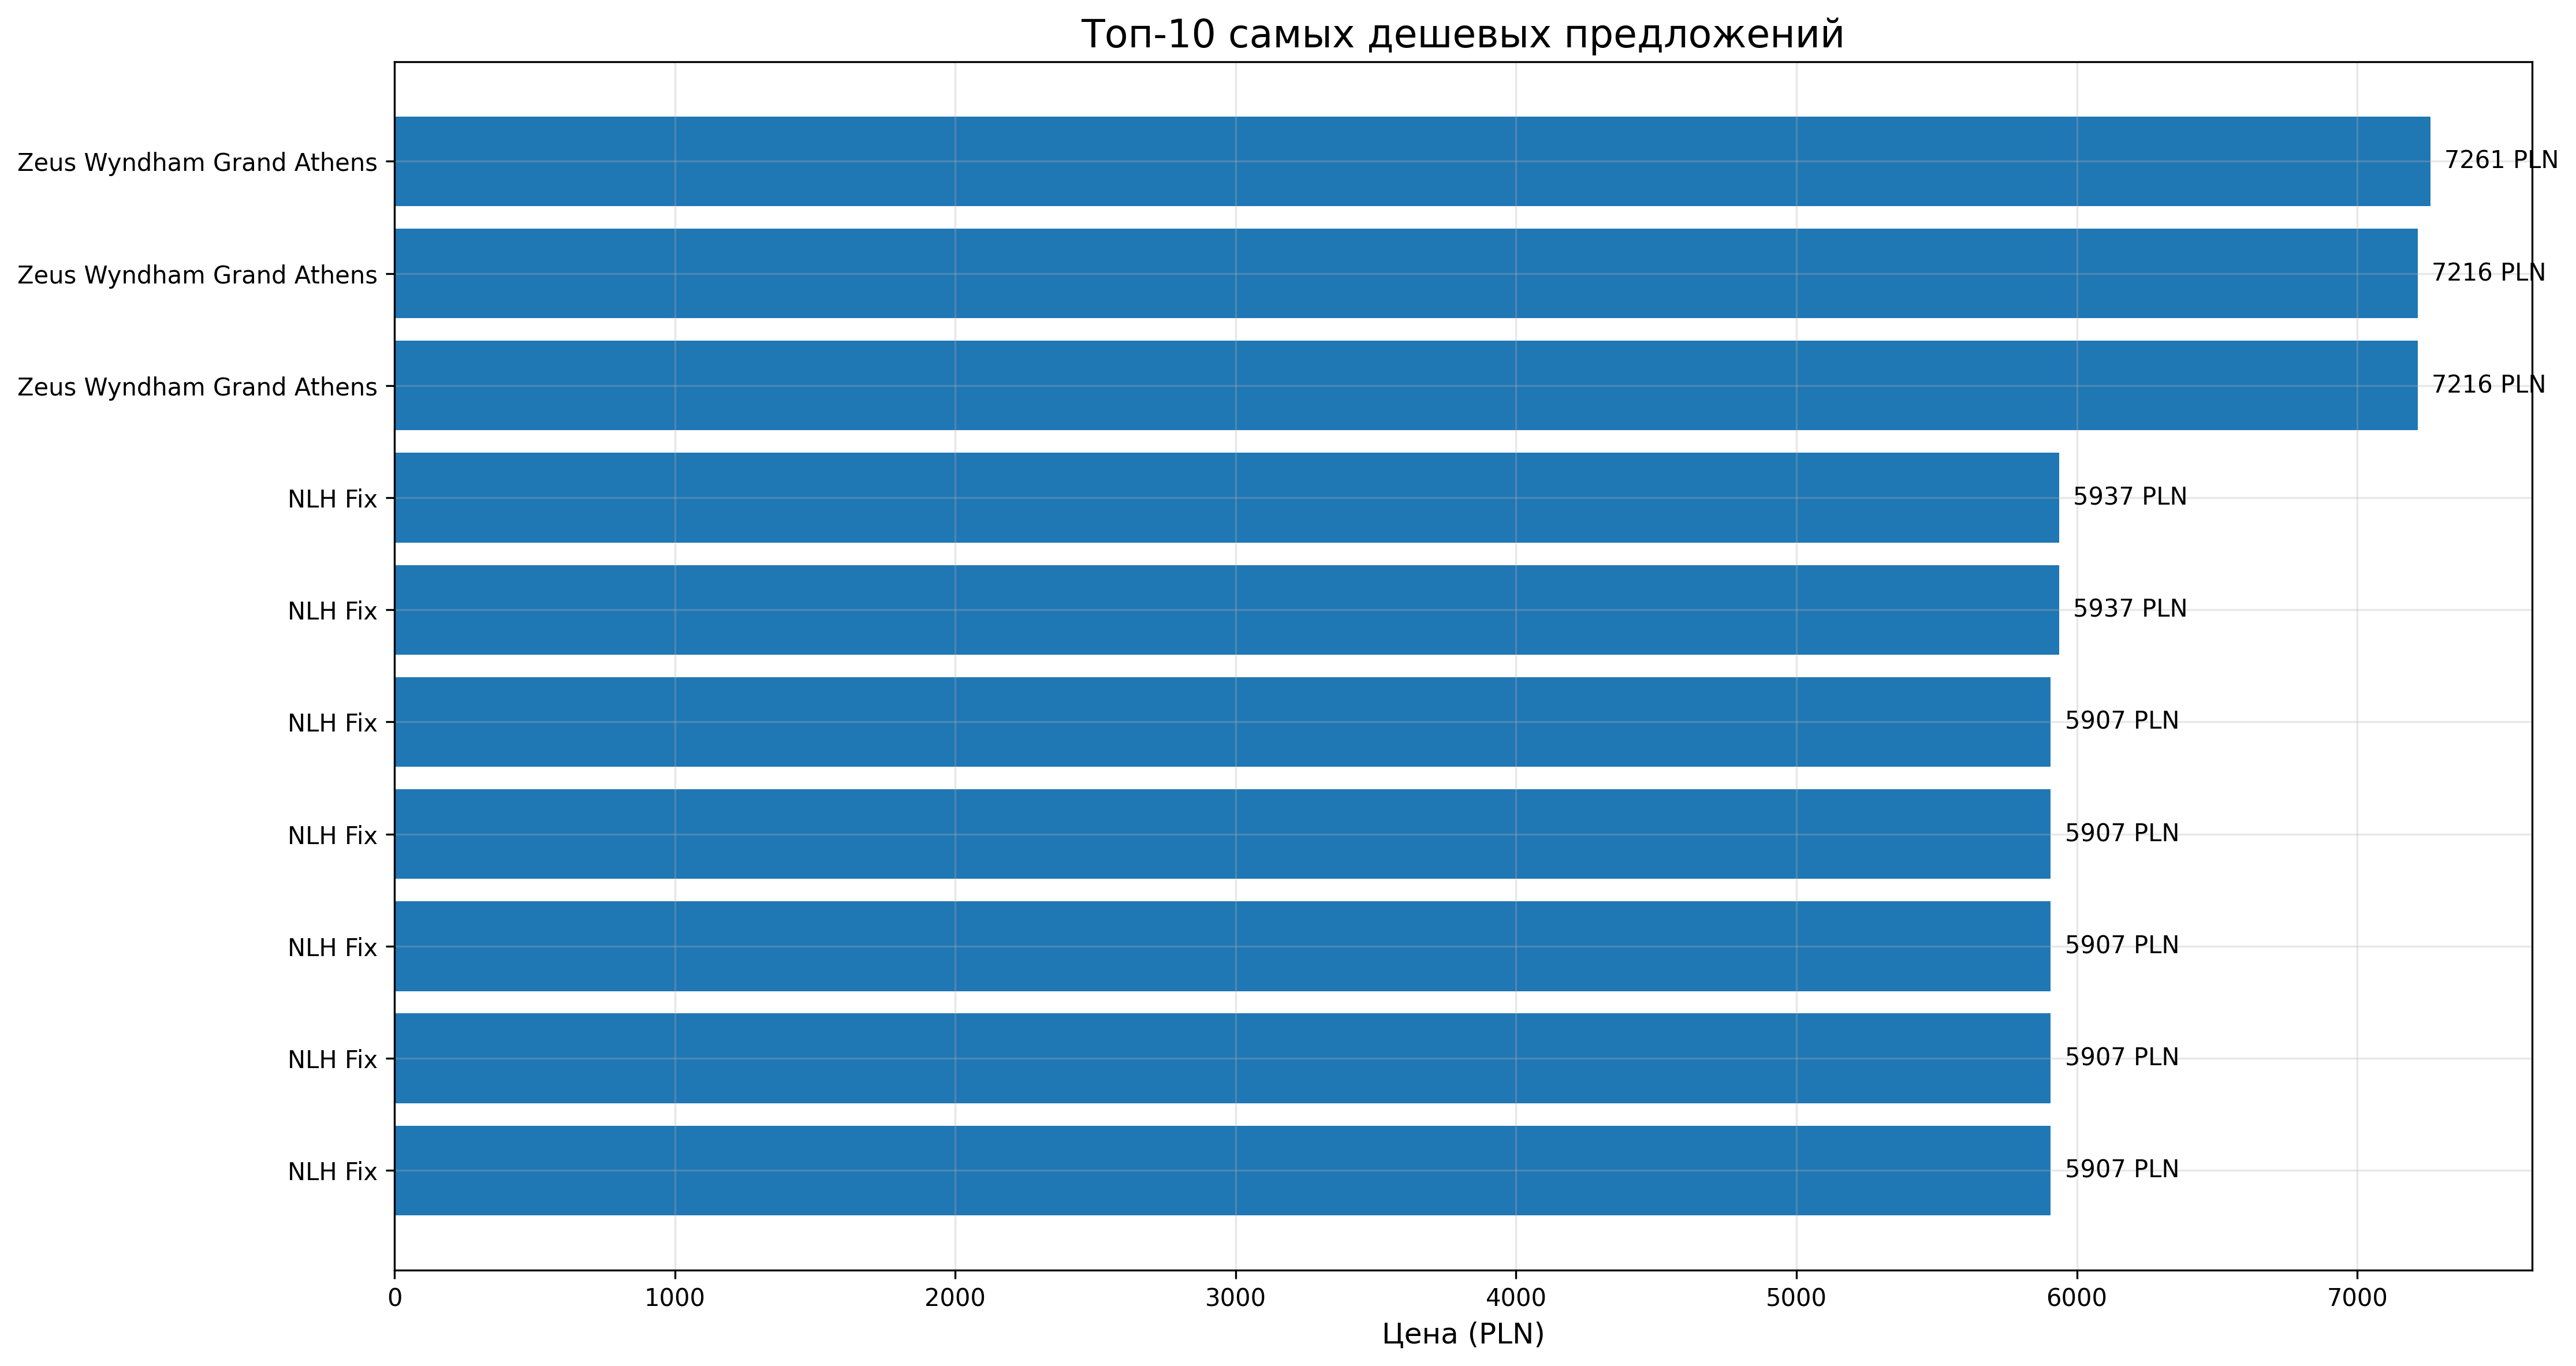 Топ-10 самых дешевых предложений
Zeus Wyndham Grand Athens 7261 PLN
Zeus Wyndham Grand Athens 7216 PLN
Zeus Wyndham Grand Athens 7216 PLN
NLH Fix 5937 PLN
NLH Fix 5937 PLN
NLH Fix 5907 PLN
NLH Fix 5907 PLN
NLH Fix 5907 PLN
NLH Fix 5907 PLN
NLH Fix 5907 PLN
0 1000 2000 3000 4000 5000 6000 7000
Цена (PLN)